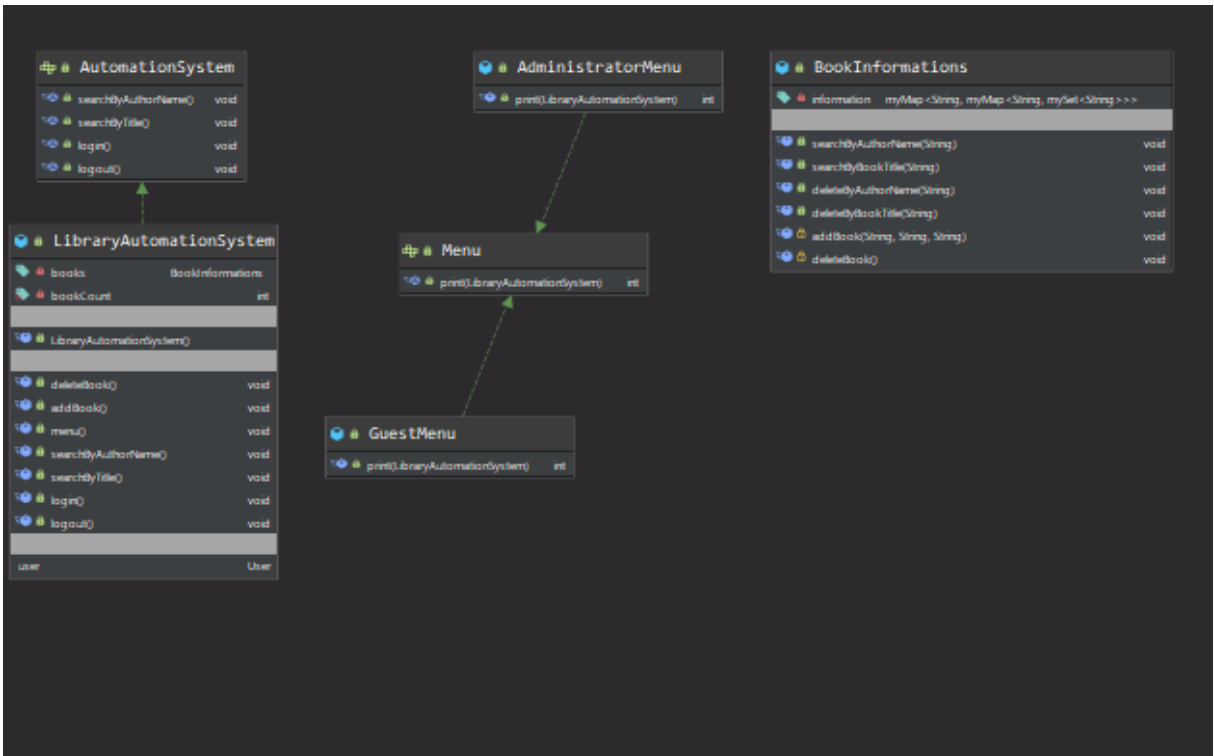 AutomationSystem
searchByAuthorName() void
searchByTitle() void
login() void
logout() void
LibraryAutomationSystem
books BookInformations
bookCount int
LibraryAutomationSystem()
deleteBook() void
addBook() void
menu() void
searchByAuthorName() void
searchByTitle() void
login() void
logout() void
user User
AdministratorMenu
print(LibraryAutomationSystem) int
Menu
print(LibraryAutomationSystem) int
GuestMenu
print(LibraryAutomationSystem) int
BookInformations
information myMap<String, myMap<String, mySet<String>>>
searchByAuthorName(String) void
searchByBookTitle(String) void
deleteByAuthorName(String) void
deleteByBookTitle(String) void
addBook(String, String, String) void
deleteBook() void